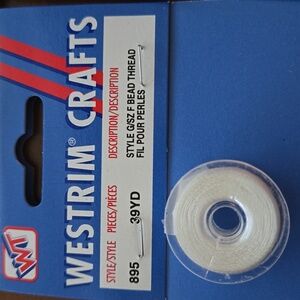 WESTRIM® CRAFTS
STYLE/STYLE PIECES/PIÈCES DESCRIPTION/DESCRIPTION
895 39YD STYLE G/SZ F BEAD THREAD
FIL POUR PERLES